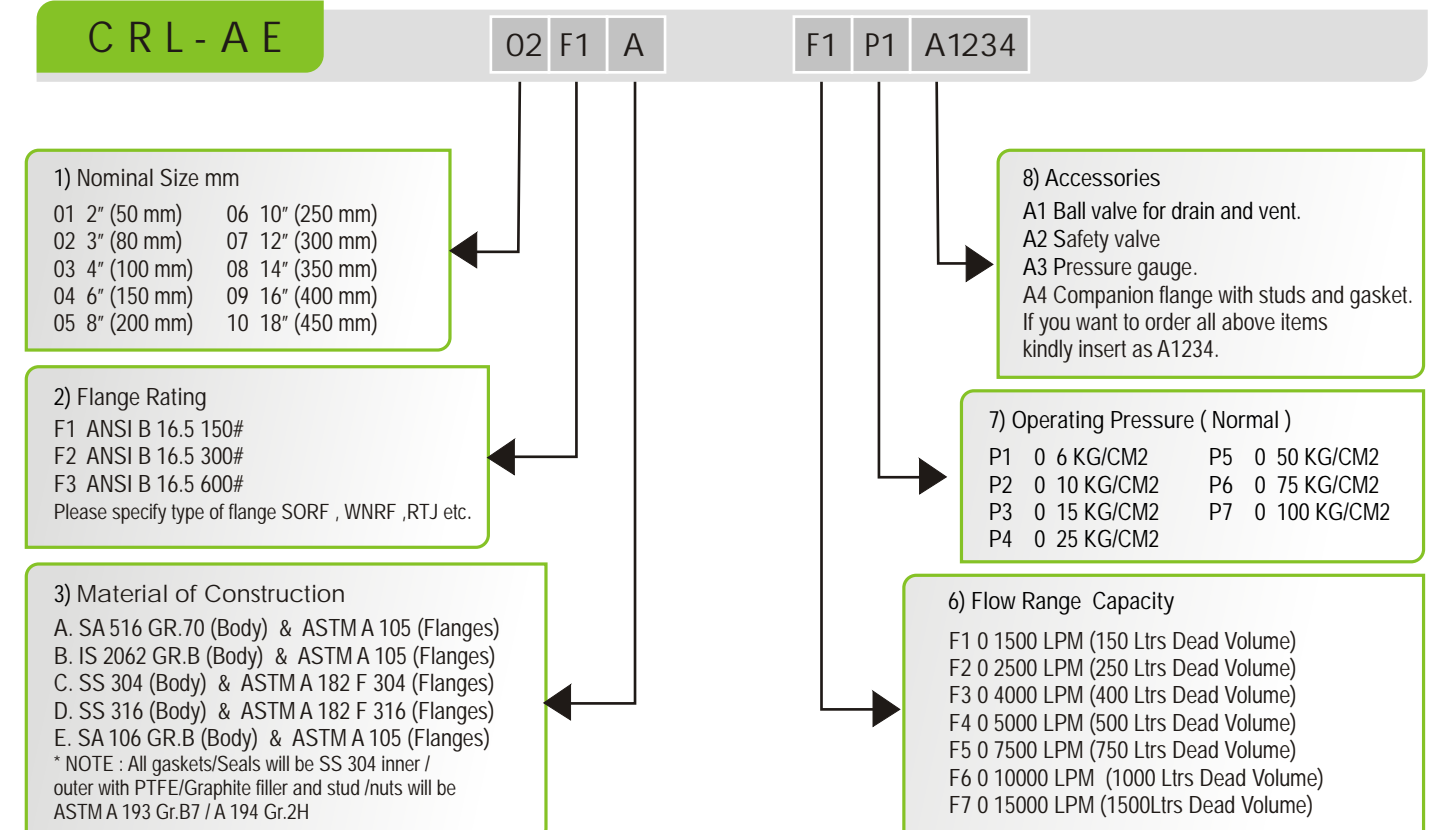 CRL-AE
02 F1 A F1 P1 A1234
1) Nominal Size mm
01 2" (50 mm) 06 10" (250 mm)
02 3" (80 mm) 07 12" (300 mm)
03 4" (100 mm) 08 14" (350 mm)
04 6" (150 mm) 09 16" (400 mm)
05 8" (200 mm) 10 18" (450 mm)
2) Flange Rating
F1 ANSI B 16.5 150#
F2 ANSI B 16.5 300#
F3 ANSI B 16.5 600#
Please specify type of flange SORF , WNRF ,RTJ etc.
3) Material of Construction
A. SA 516 GR.70 (Body) & ASTM A 105 (Flanges)
B. IS 2062 GR.B (Body) & ASTM A 105 (Flanges)
C. SS 304 (Body) & ASTM A 182 F 304 (Flanges)
D. SS 316 (Body) & ASTM A 182 F 316 (Flanges)
E. SA 106 GR.B (Body) & ASTM A 105 (Flanges)
* NOTE : All gaskets/Seals will be SS 304 inner /
outer with PTFE/Graphite filler and stud /nuts will be
ASTM A 193 Gr.B7 / A 194 Gr.2H
8) Accessories
A1 Ball valve for drain and vent.
A2 Safety valve
A3 Pressure gauge.
A4 Companion flange with studs and gasket.
If you want to order all above items
kindly insert as A1234.
7) Operating Pressure ( Normal )
P1 0 6 KG/CM2 P5 0 50 KG/CM2
P2 0 10 KG/CM2 P6 0 75 KG/CM2
P3 0 15 KG/CM2 P7 0 100 KG/CM2
P4 0 25 KG/CM2
6) Flow Range Capacity
F1 0 1500 LPM (150 Ltrs Dead Volume)
F2 0 2500 LPM (250 Ltrs Dead Volume)
F3 0 4000 LPM (400 Ltrs Dead Volume)
F4 0 5000 LPM (500 Ltrs Dead Volume)
F5 0 7500 LPM (750 Ltrs Dead Volume)
F6 0 10000 LPM (1000 Ltrs Dead Volume)
F7 0 15000 LPM (1500Ltrs Dead Volume)